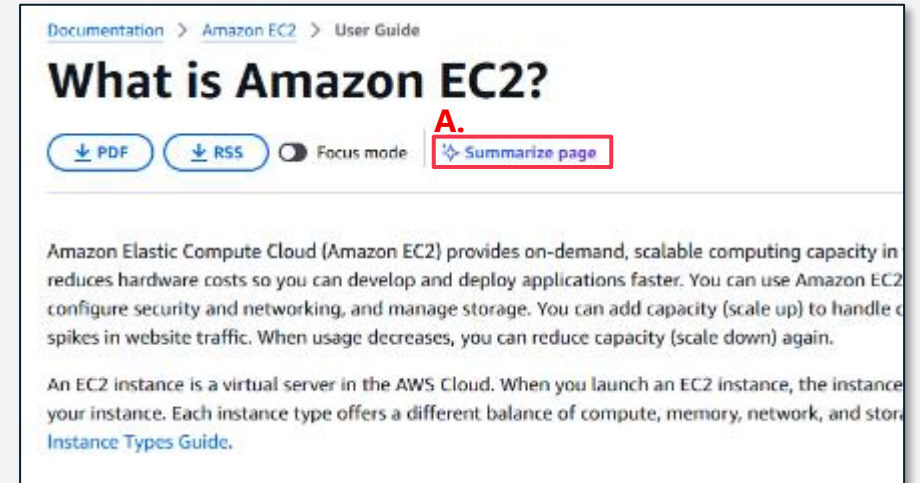 Documentation > Amazon EC2 > User Guide
What is Amazon EC2?
A.
PDF RSS Focus mode Summarize page
Amazon Elastic Compute Cloud (Amazon EC2) provides on-demand, scalable computing capacity in
reduces hardware costs so you can develop and deploy applications faster. You can use Amazon EC2
configure security and networking, and manage storage. You can add capacity (scale up) to handle
spikes in website traffic. When usage decreases, you can reduce capacity (scale down) again.
An EC2 instance is a virtual server in the AWS Cloud. When you launch an EC2 instance, the instance
your instance. Each instance type offers a different balance of compute, memory, network, and
Instance Types Guide.